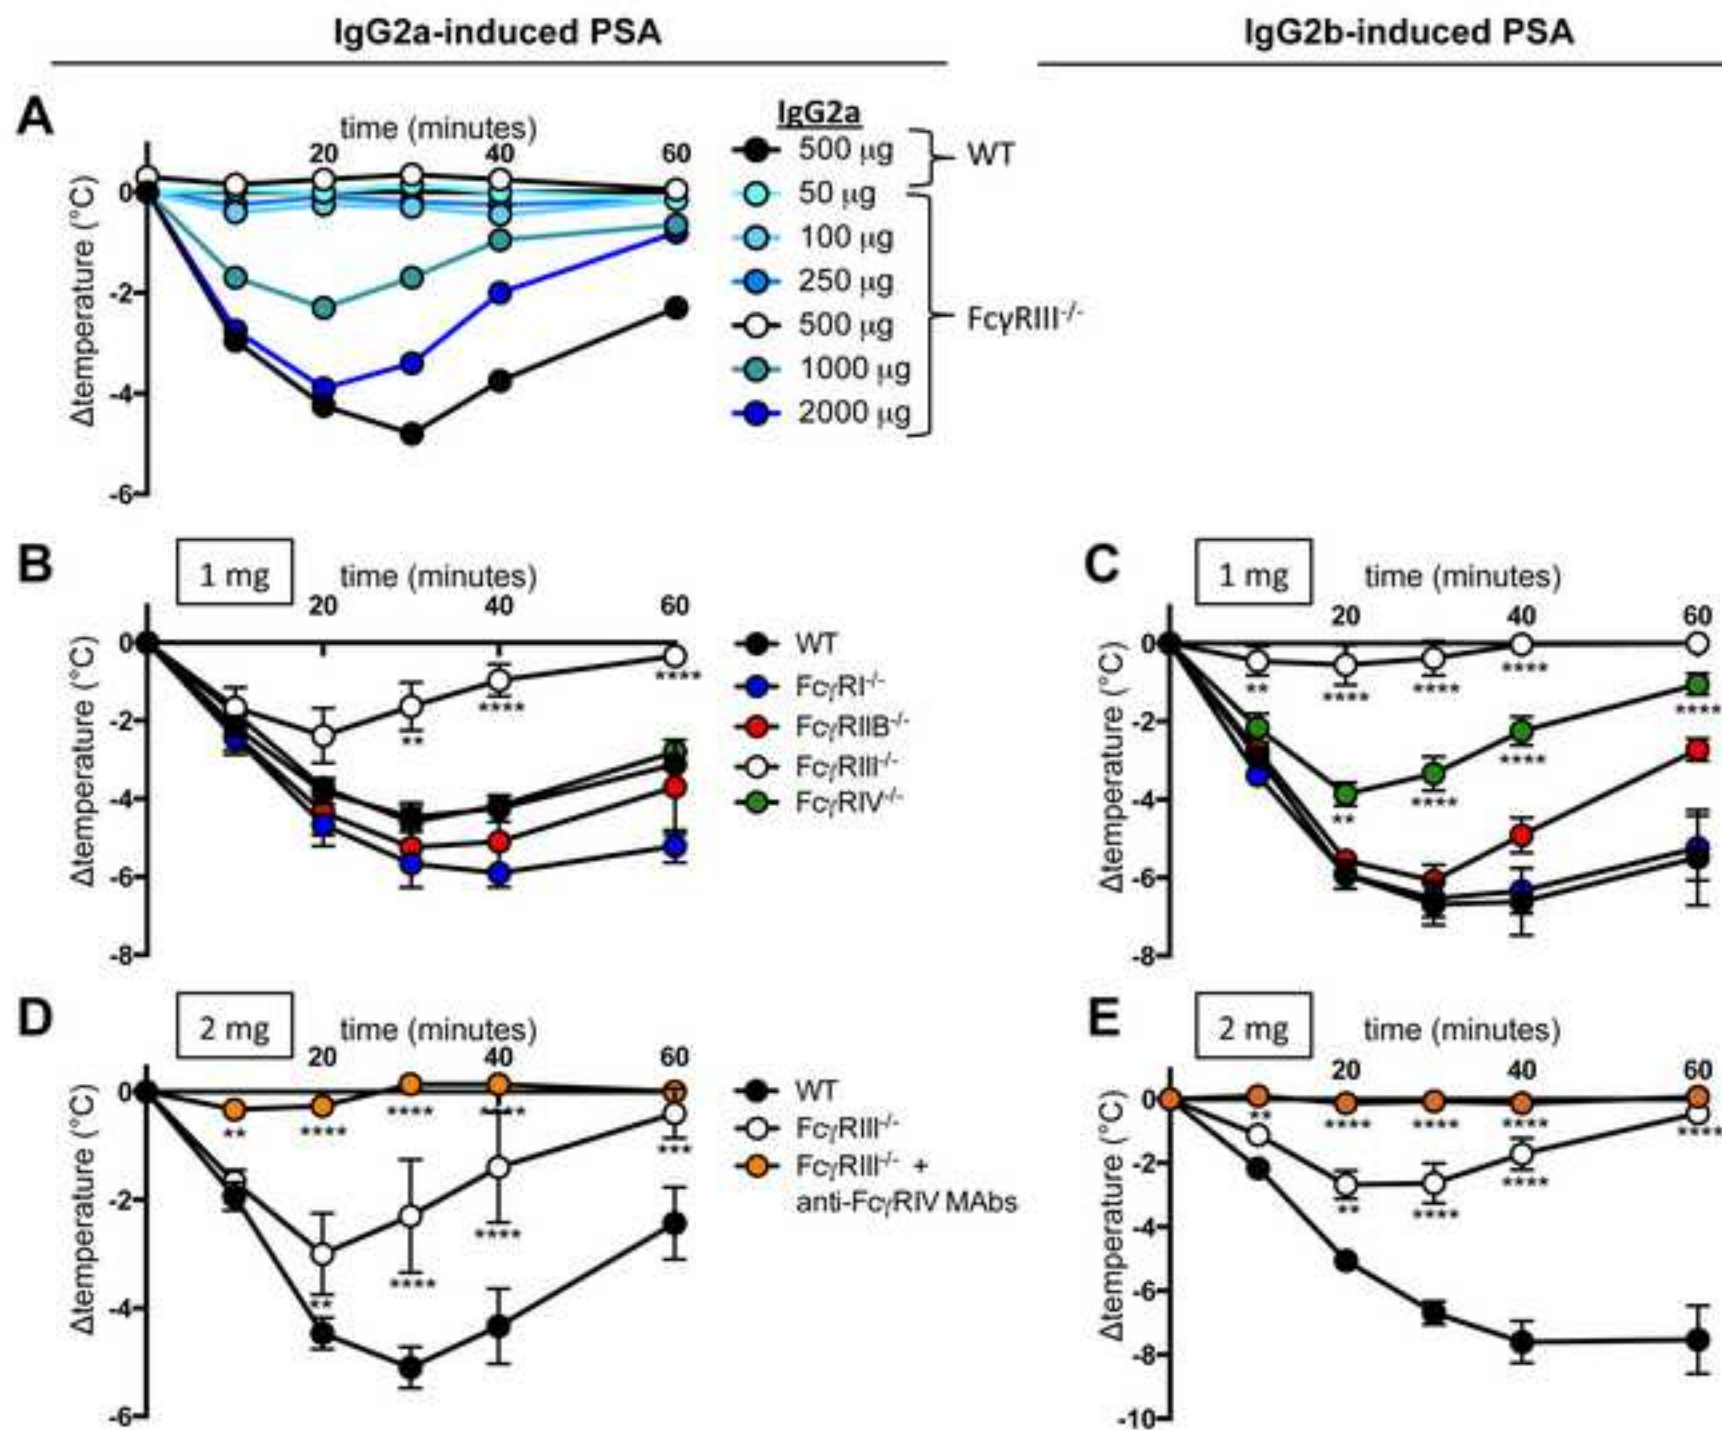 IgG2a-induced PSA
IgG2b-induced PSA
A
time (minutes)
20 40 60
0
-2
-4
-6
Δtemperature (°C)
IgG2a
500 µg
WT
50 µg
100 µg
250 µg
500 µg
1000 µg
2000 µg
FcγRIII-/-
B
1 mg
time (minutes)
20 40 60
0
-2
-4
-6
-8
Δtemperature (°C)
** **** ****
WT
FcγRI-/-
FcγRIIB-/-
FcγRIII-/-
FcγRIV-/-
C
1 mg
time (minutes)
20 40 60
0
-2
-4
-6
-8
Δtemperature (°C)
** **** **** ****
** **** **** ****
D
2 mg
time (minutes)
20 40 60
0
-2
-4
-6
Δtemperature (°C)
** **** **** **** ***
** **** ****
WT
FcγRIII-/-
FcγRIII-/- +
anti-FcγRIV MAbs
E
2 mg
time (minutes)
20 40 60
0
-2
-4
-6
-8
-10
Δtemperature (°C)
** **** **** **** ****
** **** ****